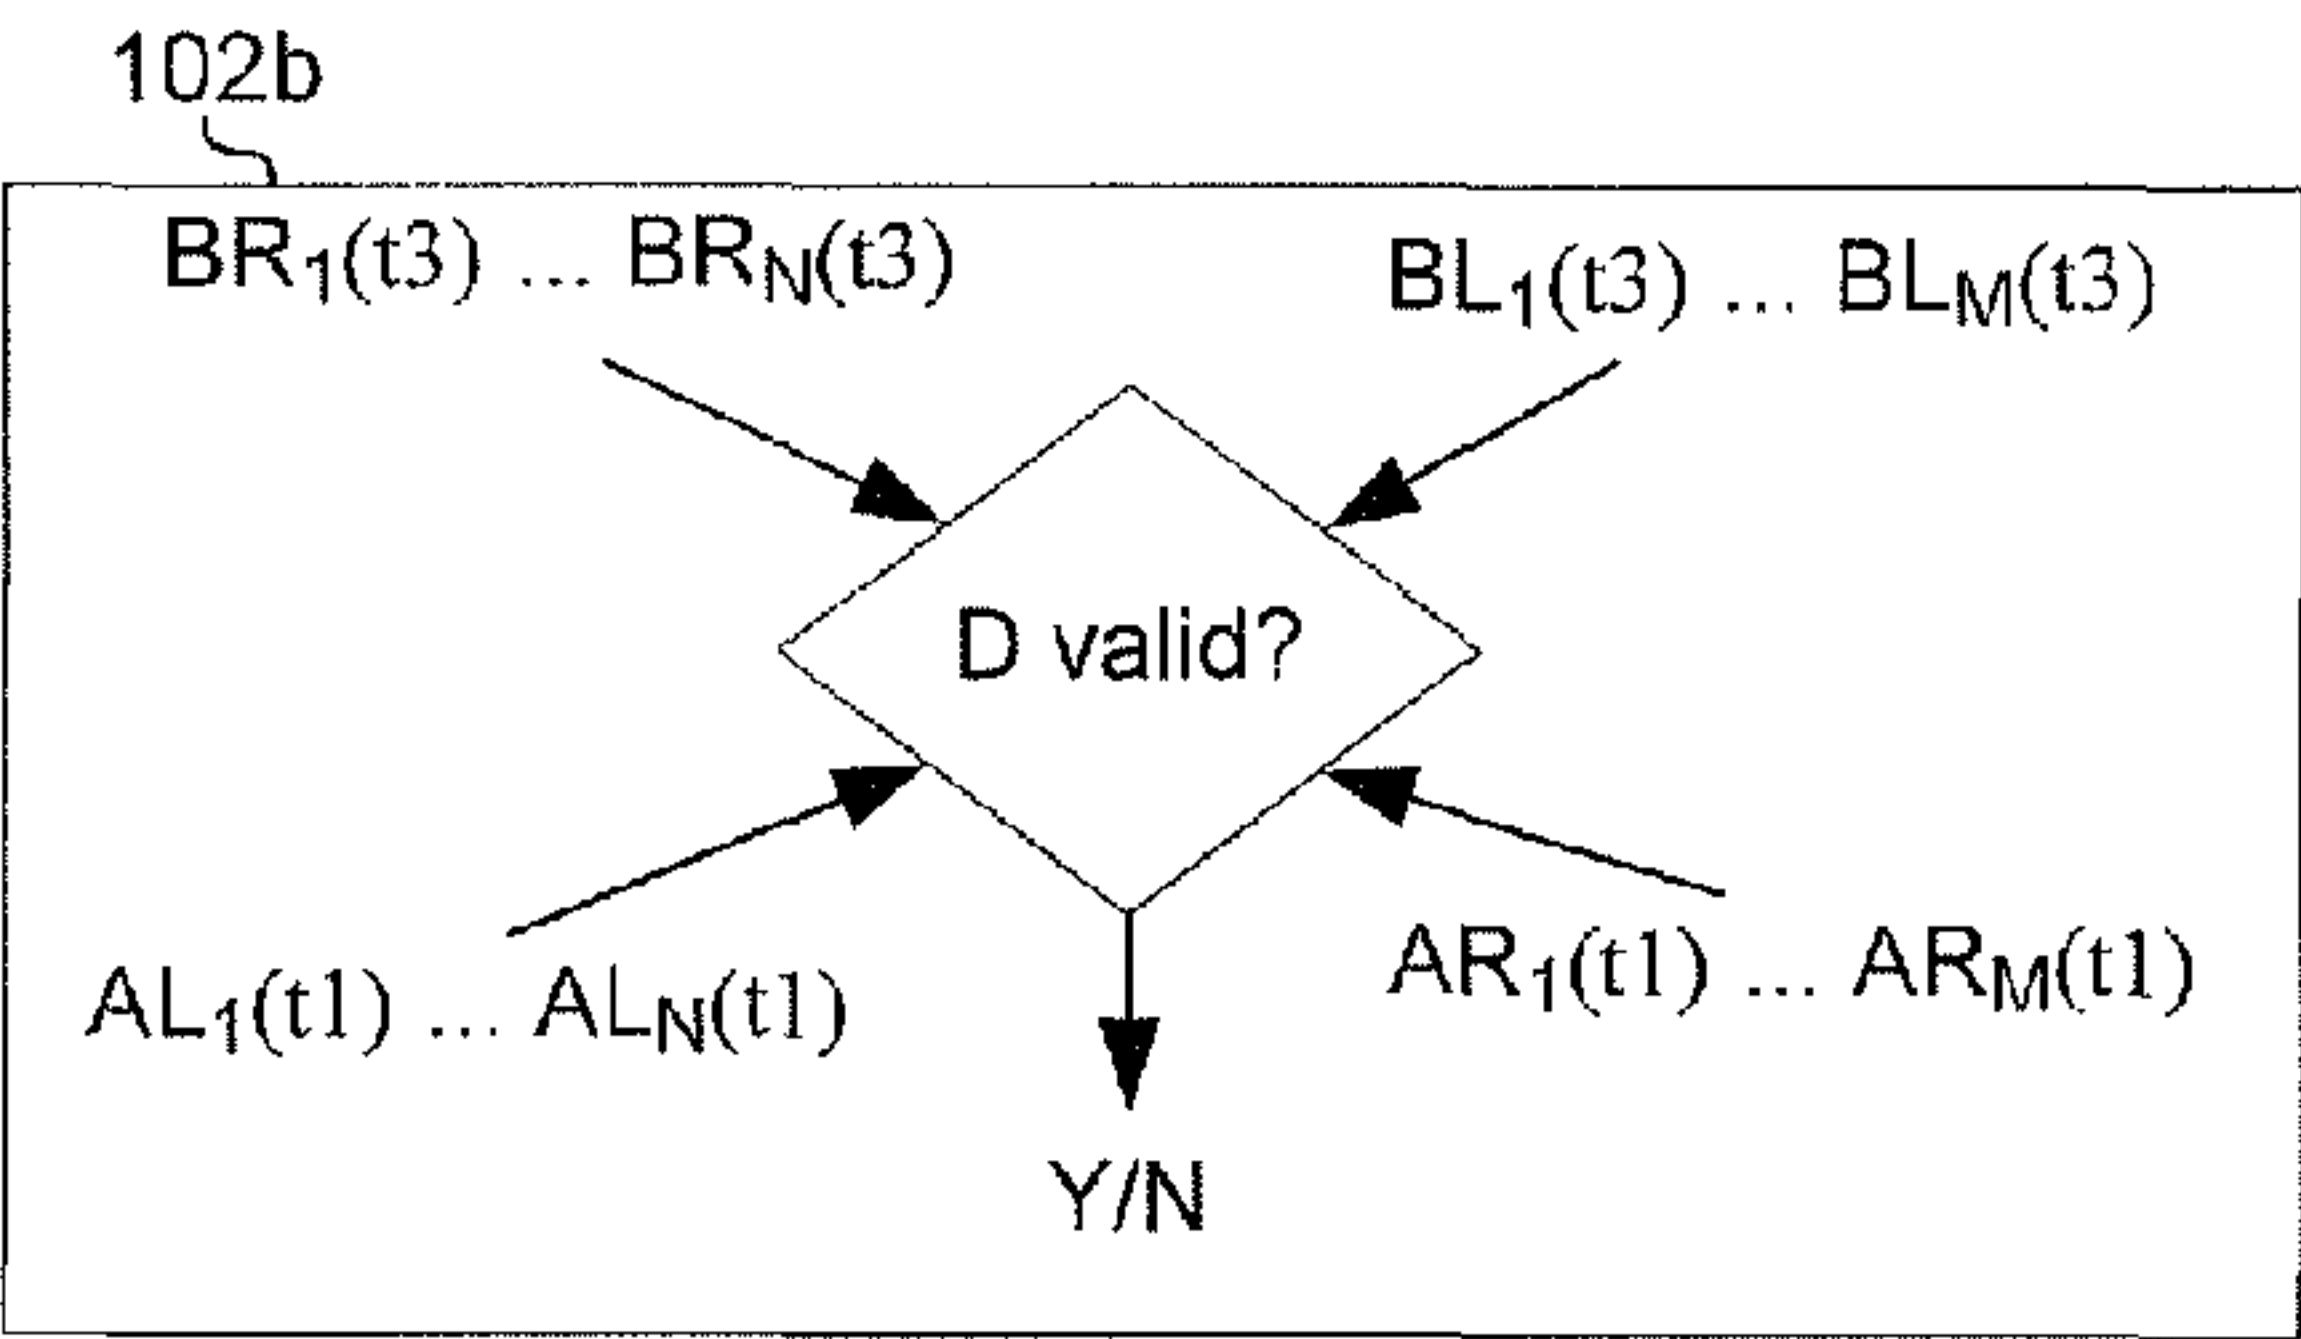 102b
BR1(t3) ... BRN(t3)
BL1(t3) ... BLM(t3)
D valid?
AL1(t1) ... ALN(t1)
AR1(t1) ... ARM(t1)
Y/N